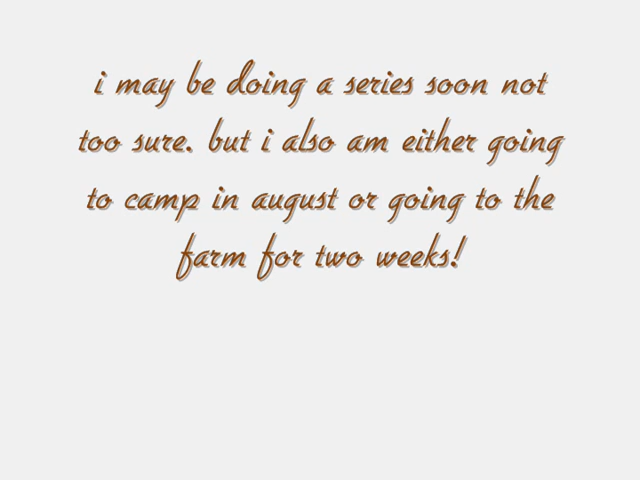 i may be doing a series soon not
too sure. but i also am either going
to camp in august or going to the
farm for two weeks!